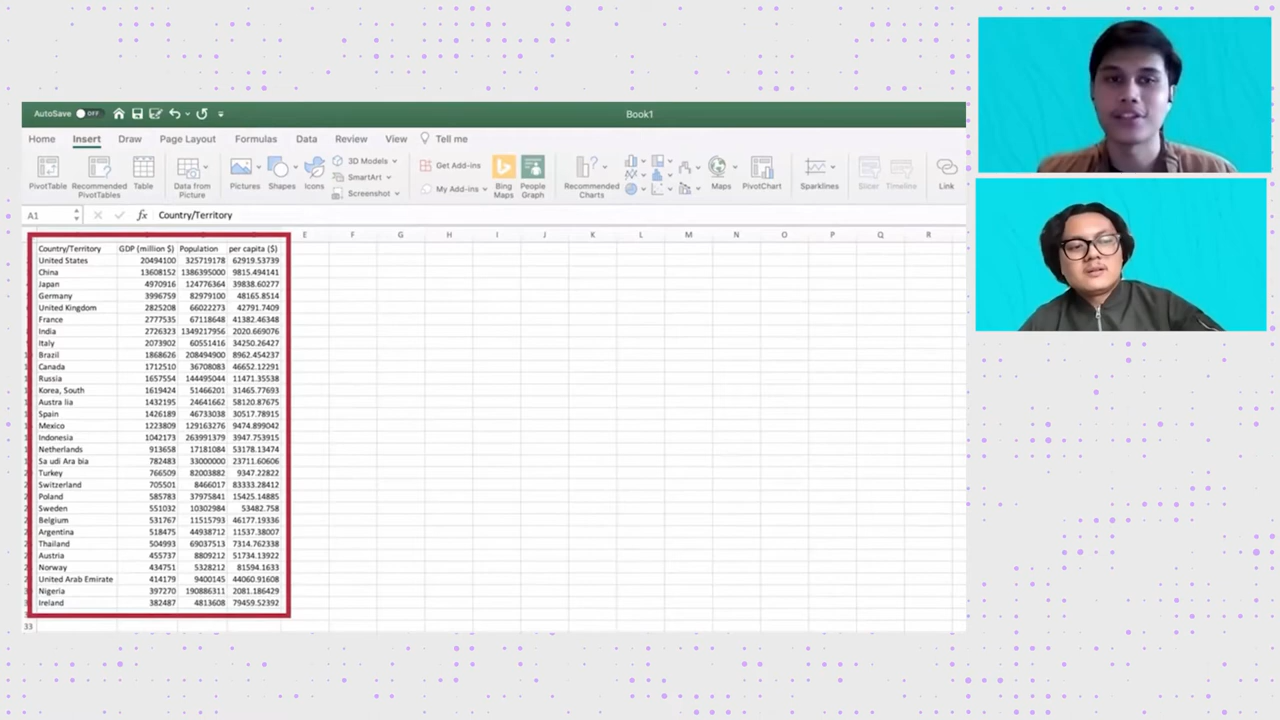 AutoSave OFF Book1
Home Insert Draw Page Layout Formulas Data Review View Tell me
PivotTable Recommended PivotTables Table Data from Picture Pictures Shapes Icons 3D Models SmartArt Screenshot Get Add-ins My Add-ins Bing Maps People Graph Recommended Charts Maps PivotChart Sparklines Slicer Timeline Link
A1 fx Country/Territory
E F G H I J K L M N O P Q R
Country/Territory GDP (million $) Population per capita ($)
United States 20494100 325719178 62919.53739
China 13608152 1386395000 9815.494141
Japan 4970916 124776364 39838.60277
Germany 3996759 82979100 48165.8514
United Kingdom 2825208 66022273 42791.7409
France 2777535 67118648 41382.46348
India 2726323 1349217956 2020.669076
Italy 2073902 60551416 34250.26427
Brazil 1868626 208494900 8962.454237
Canada 1712510 36708083 46652.12291
Russia 1657554 144495044 11471.35538
Korea, South 1619424 51466201 31465.77693
Austra lia 1432195 24641662 58120.87675
Spain 1426189 46733038 30517.78915
Mexico 1223809 129163276 9474.899042
Indonesia 1042173 263991379 3947.753915
Netherlands 913658 17181084 53178.13474
Sa udi Ara bia 782483 33000000 23711.60606
Turkey 766509 82003882 9347.22822
Switzerland 705501 8466017 83333.28412
Poland 585783 37975841 15425.14885
Sweden 551032 10302984 53482.758
Belgium 531767 11515793 46177.19336
Argentina 518475 44938712 11537.38007
Thailand 504993 69037513 7314.762338
Austria 455737 8809212 51734.13922
Norway 434751 5328212 81594.1633
United Arab Emirate 414179 9400145 44060.91608
Nigeria 397270 190886311 2081.186429
Ireland 382487 4813608 79459.52392
33